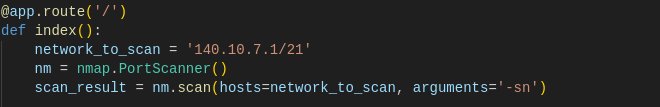 @app.route('/')
def index():
    network_to_scan = '140.10.7.1/21'
    nm = nmap.PortScanner()
    scan_result = nm.scan(hosts=network_to_scan, arguments='-sn')